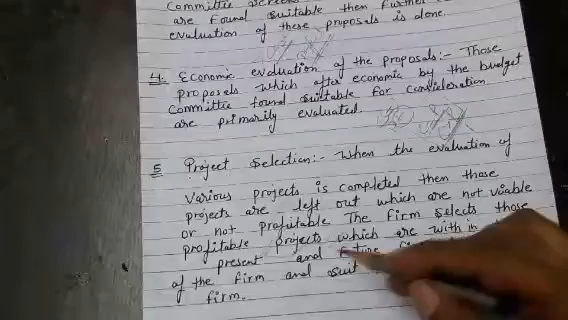 Committee screens
are found suitable then further
evaluation of these proposals is done.
4. Economic evaluation of the proposals:- Those
proposals which after economic by the budget
Committee found suitable for consideration
are primarily evaluated.
5 Project Selection:- When the evaluation of
Various projects is completed then those
projects are left out which are not viable
or not profitable The firm selects those
profitable projects which are with in
present and
of the firm and suit
firm.